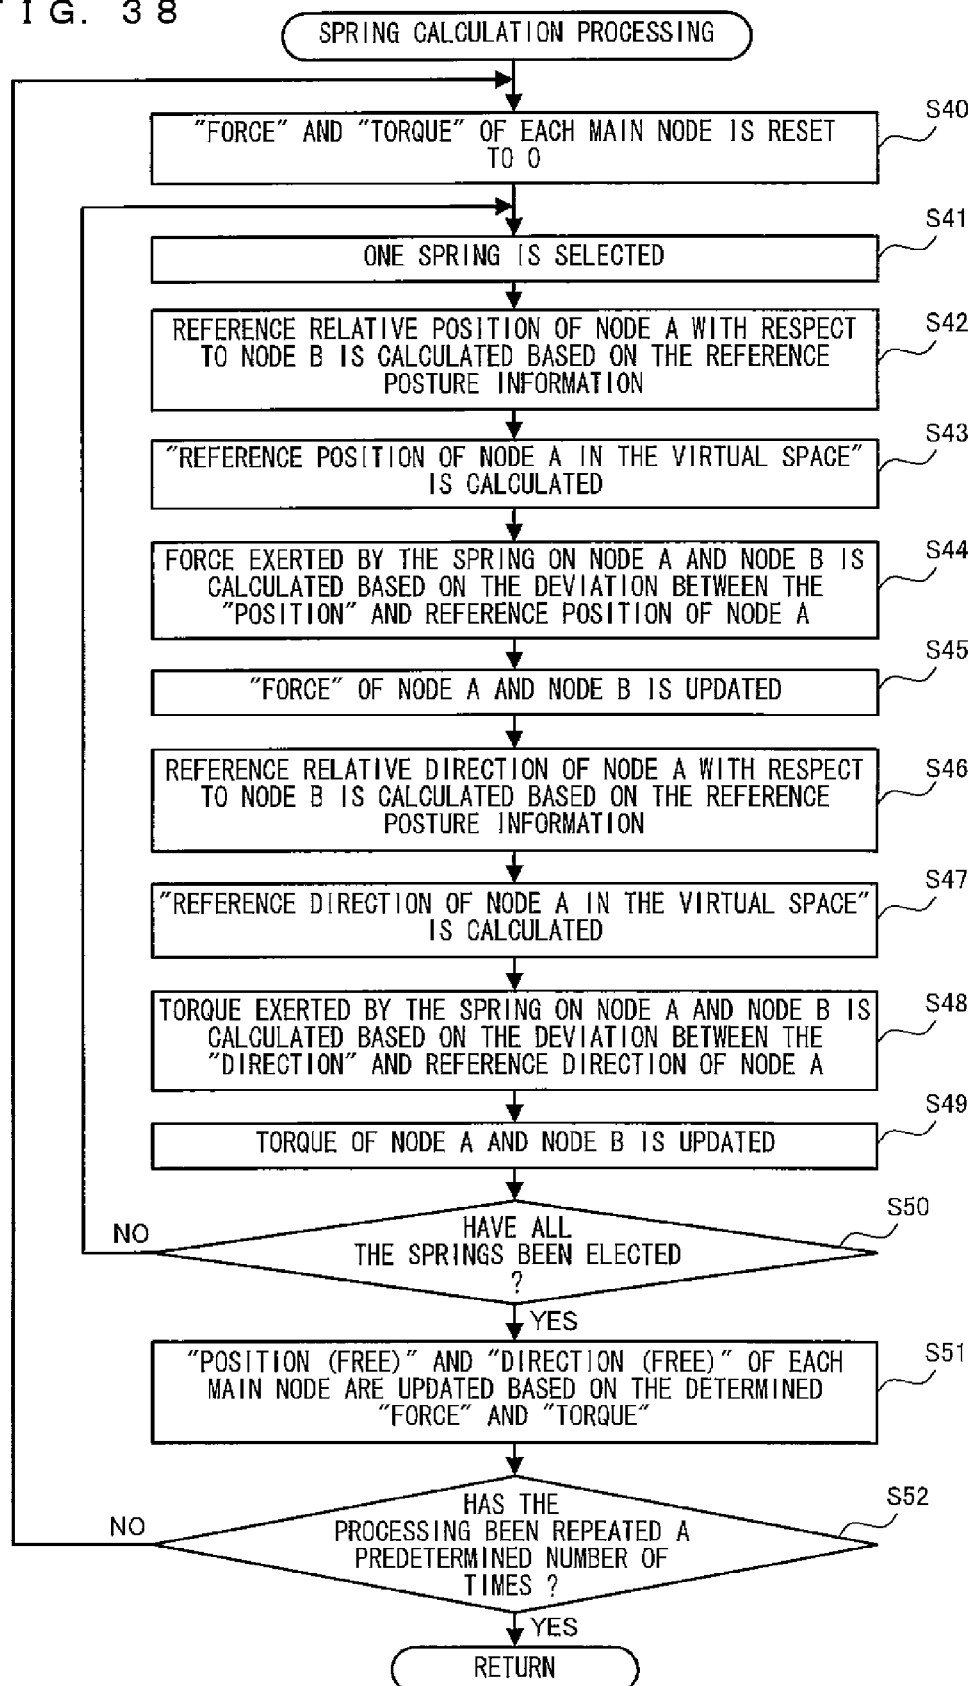 FIG. 38
SPRING CALCULATION PROCESSING
S40
"FORCE" AND "TORQUE" OF EACH MAIN NODE IS RESET
TO 0
S41
ONE SPRING IS SELECTED
S42
REFERENCE RELATIVE POSITION OF NODE A WITH RESPECT
TO NODE B IS CALCULATED BASED ON THE REFERENCE
POSTURE INFORMATION
S43
"REFERENCE POSITION OF NODE A IN THE VIRTUAL SPACE"
IS CALCULATED
S44
FORCE EXERTED BY THE SPRING ON NODE A AND NODE B IS
CALCULATED BASED ON THE DEVIATION BETWEEN THE
"POSITION" AND REFERENCE POSITION OF NODE A
S45
"FORCE" OF NODE A AND NODE B IS UPDATED
S46
REFERENCE RELATIVE DIRECTION OF NODE A WITH RESPECT
TO NODE B IS CALCULATED BASED ON THE REFERENCE
POSTURE INFORMATION
S47
"REFERENCE DIRECTION OF NODE A IN THE VIRTUAL SPACE"
IS CALCULATED
S48
TORQUE EXERTED BY THE SPRING ON NODE A AND NODE B IS
CALCULATED BASED ON THE DEVIATION BETWEEN THE
"DIRECTION" AND REFERENCE DIRECTION OF NODE A
S49
TORQUE OF NODE A AND NODE B IS UPDATED
S50
NO
HAVE ALL
THE SPRINGS BEEN ELECTED
?
YES
S51
"POSITION (FREE)" AND "DIRECTION (FREE)" OF EACH
MAIN NODE ARE UPDATED BASED ON THE DETERMINED
"FORCE" AND "TORQUE"
S52
NO
HAS THE
PROCESSING BEEN REPEATED A
PREDETERMINED NUMBER OF
TIMES ?
YES
RETURN